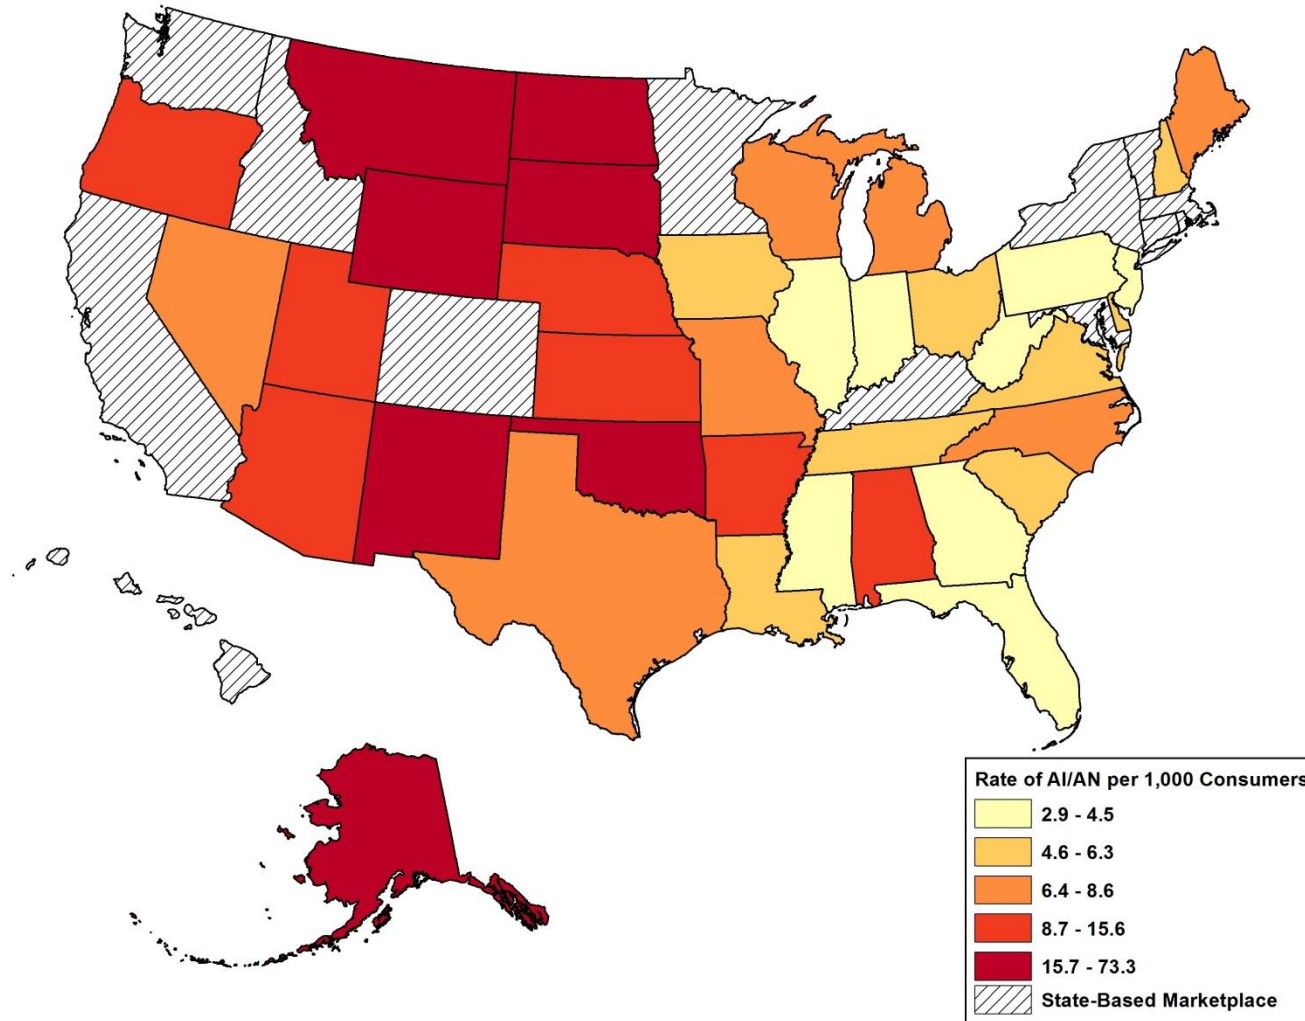 Rate of AI/AN per 1,000 Consumers
2.9 - 4.5
4.6 - 6.3
6.4 - 8.6
8.7 - 15.6
15.7 - 73.3
State-Based Marketplace